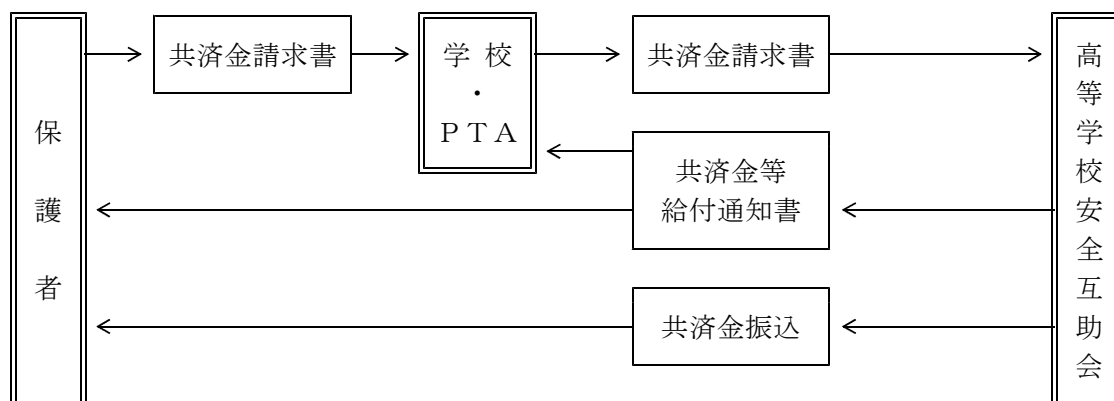 保護者
共済金請求書
学校
・
ＰＴＡ
共済金請求書
共済金等
給付通知書
共済金振込
高等学校安全互助会